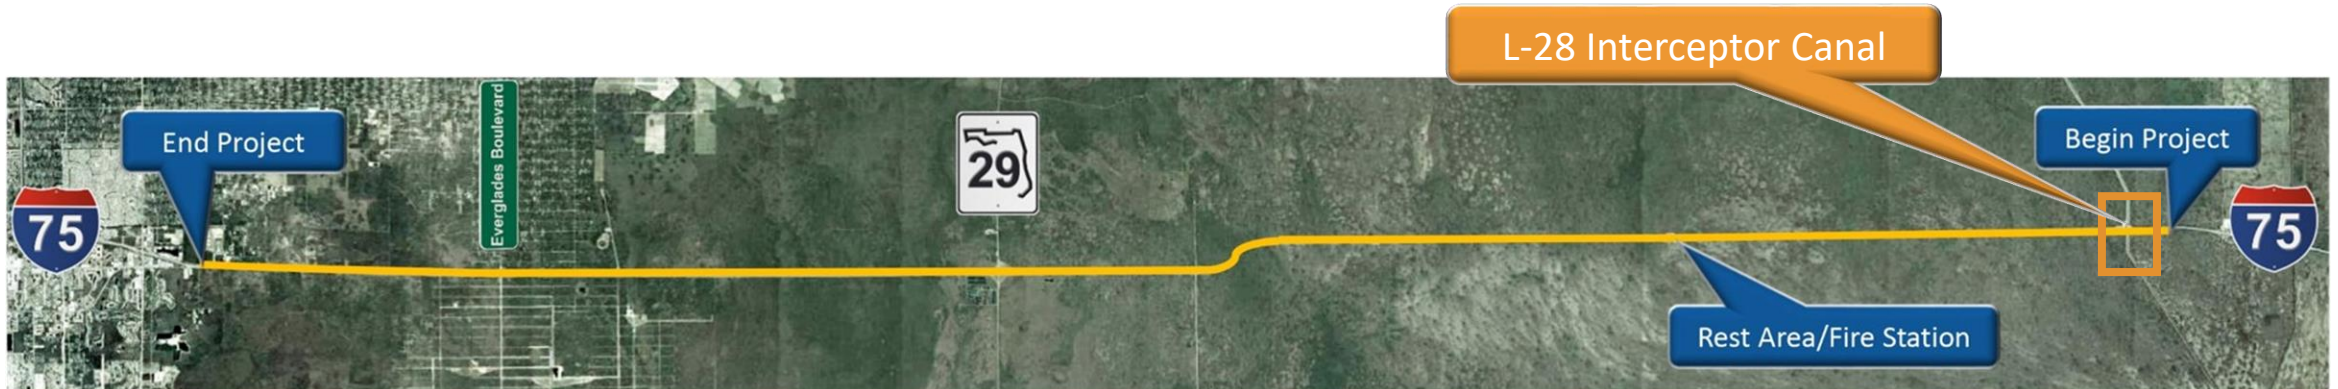 L-28 Interceptor Canal
End Project
Everglades Boulevard
29
Begin Project
75
75
Rest Area/Fire Station